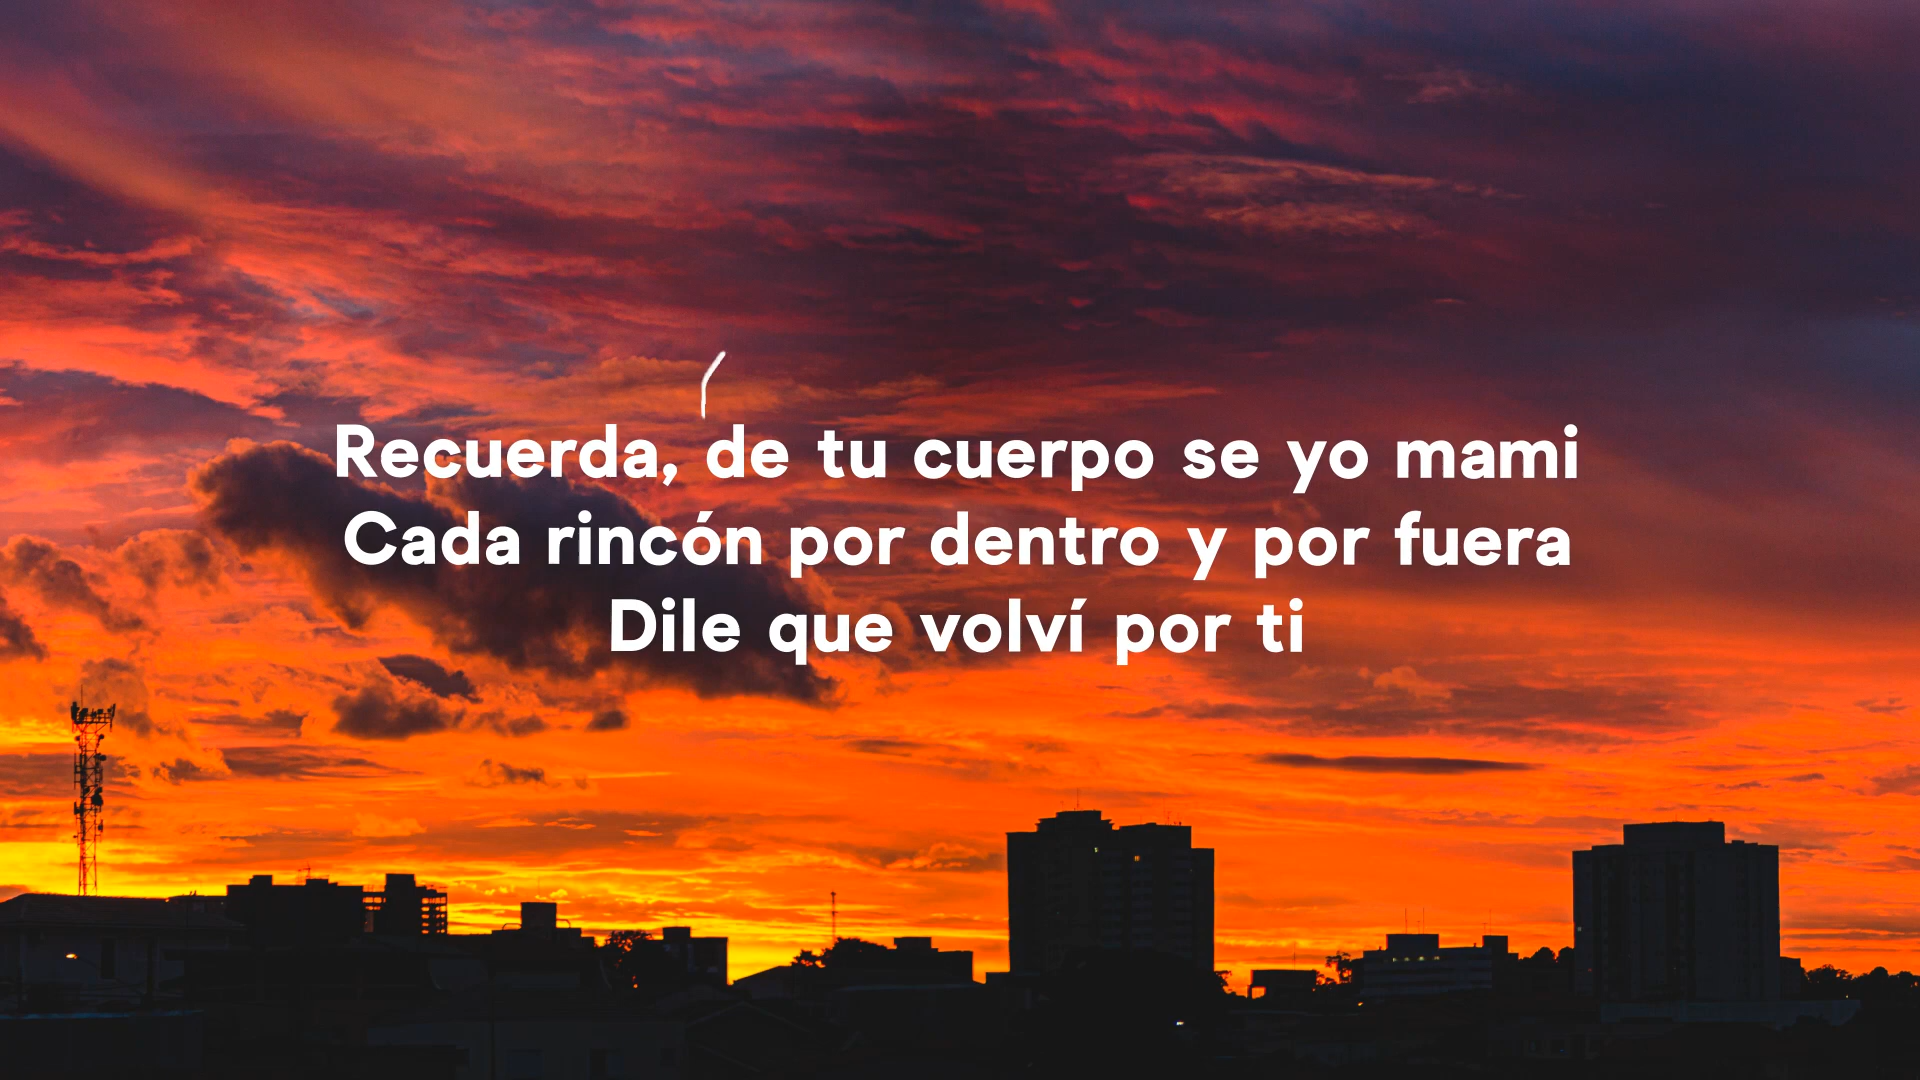 Recuerda, de tu cuerpo se yo mami
Cada rincón por dentro y por fuera
Dile que volví por ti